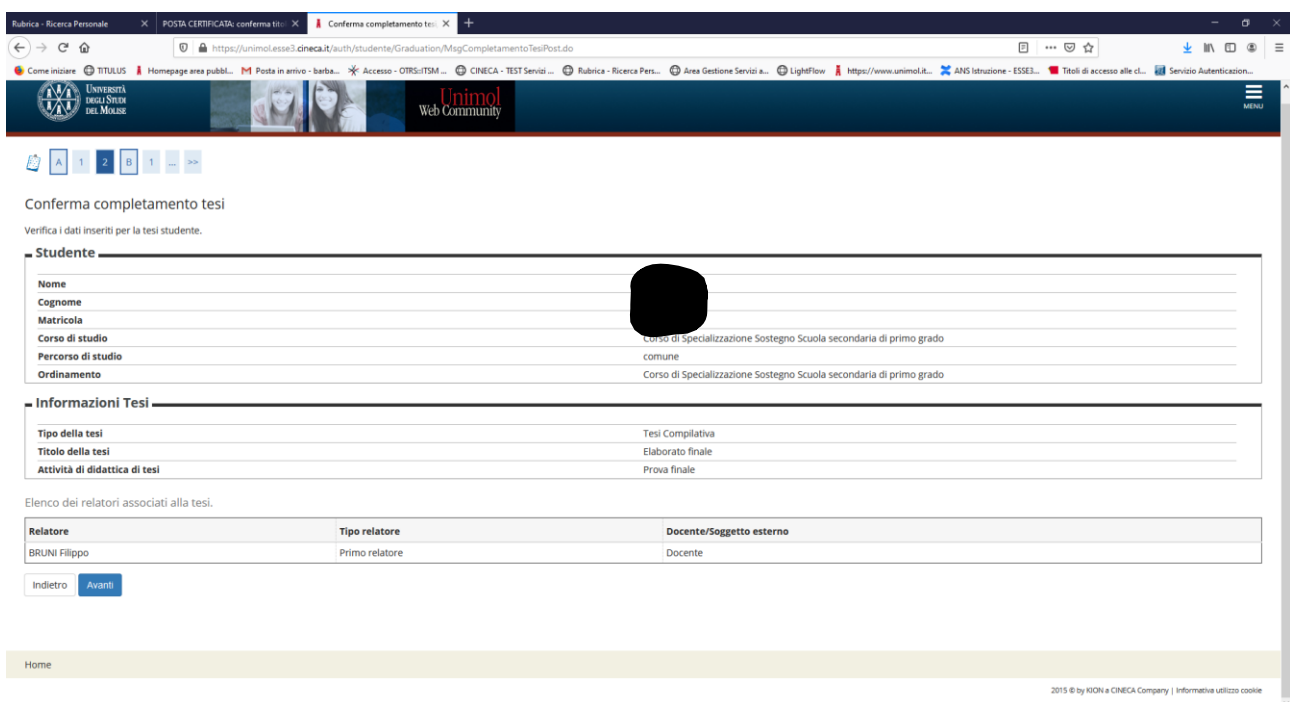 Rubrica - Ricerca Personale POSTA CERTIFICATA: conferma tito Conferma completamento tesi
https://unimol.esse3.cineca.it/auth/studente/Graduation/MsgCompletamentoTesiPost.do
Come iniziare TITULUS Homepage area pubbl... Posta in arrivo - barba... Accesso - OTRS::ITSM ... CINECA - TEST Servizi ... Rubrica - Ricerca Pers... Area Gestione Servizi a... LightFlow https://www.unimol.it... ANS Istruzione - ESSE3... Titoli di accesso alle cl... Servizio Autenticazion...
Università
degli Studi
del Molise
Unimol
Web Community
MENU
A 1 2 B 1 ... >>
Conferma completamento tesi
Verifica i dati inseriti per la tesi studente.
Studente
Nome
Cognome
Matricola
Corso di studio Corso di Specializzazione Sostegno Scuola secondaria di primo grado
Percorso di studio comune
Ordinamento Corso di Specializzazione Sostegno Scuola secondaria di primo grado
Informazioni Tesi
Tipo della tesi Tesi Compilativa
Titolo della tesi Elaborato finale
Attività di didattica di tesi Prova finale
Elenco dei relatori associati alla tesi.
Relatore Tipo relatore Docente/Soggetto esterno
BRUNI Filippo Primo relatore Docente
Indietro Avanti
Home
2015 © by KION a CINECA Company | Informativa utilizzo cookie